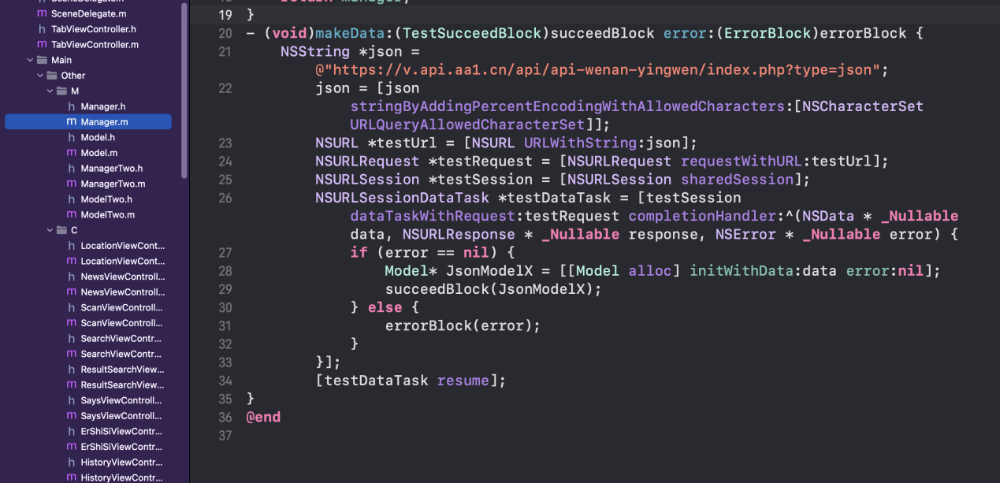 SceneDelegate.m
TabViewController.h
TabViewController.m
Main
Other
M
h Manager.h
m Manager.m
h Model.h
m Model.m
h ManagerTwo.h
m ManagerTwo.m
h ModelTwo.h
m ModelTwo.m
C
h LocationViewCont...
m LocationViewCont...
h NewsViewControll...
m NewsViewControll...
h ScanViewControll...
m ScanViewControll...
h SearchViewContr...
m SearchViewContr...
h ResultSearchView...
m ResultSearchView...
h SaysViewControll...
m SaysViewControll...
h ErShiSiViewContr...
m ErShiSiViewContr...
h HistoryViewContr...
m HistoryViewContr...
19 }
20 - (void)makeData:(TestSucceedBlock)succeedBlock error:(ErrorBlock)errorBlock {
21 NSString *json =
@"https://v.api.aa1.cn/api/api-wenan-yingwen/index.php?type=json";
22 json = [json
stringByAddingPercentEncodingWithAllowedCharacters:[NSCharacterSet
URLQueryAllowedCharacterSet]];
23 NSURL *testUrl = [NSURL URLWithString:json];
24 NSURLRequest *testRequest = [NSURLRequest requestWithURL:testUrl];
25 NSURLSession *testSession = [NSURLSession sharedSession];
26 NSURLSessionDataTask *testDataTask = [testSession
dataTaskWithRequest:testRequest completionHandler:^(NSData * _Nullable
data, NSURLResponse * _Nullable response, NSError * _Nullable error) {
27 if (error == nil) {
28 Model* JsonModelX = [[Model alloc] initWithData:data error:nil];
29 succeedBlock(JsonModelX);
30 } else {
31 errorBlock(error);
32 }
33 }];
34 [testDataTask resume];
35 }
36 @end
37